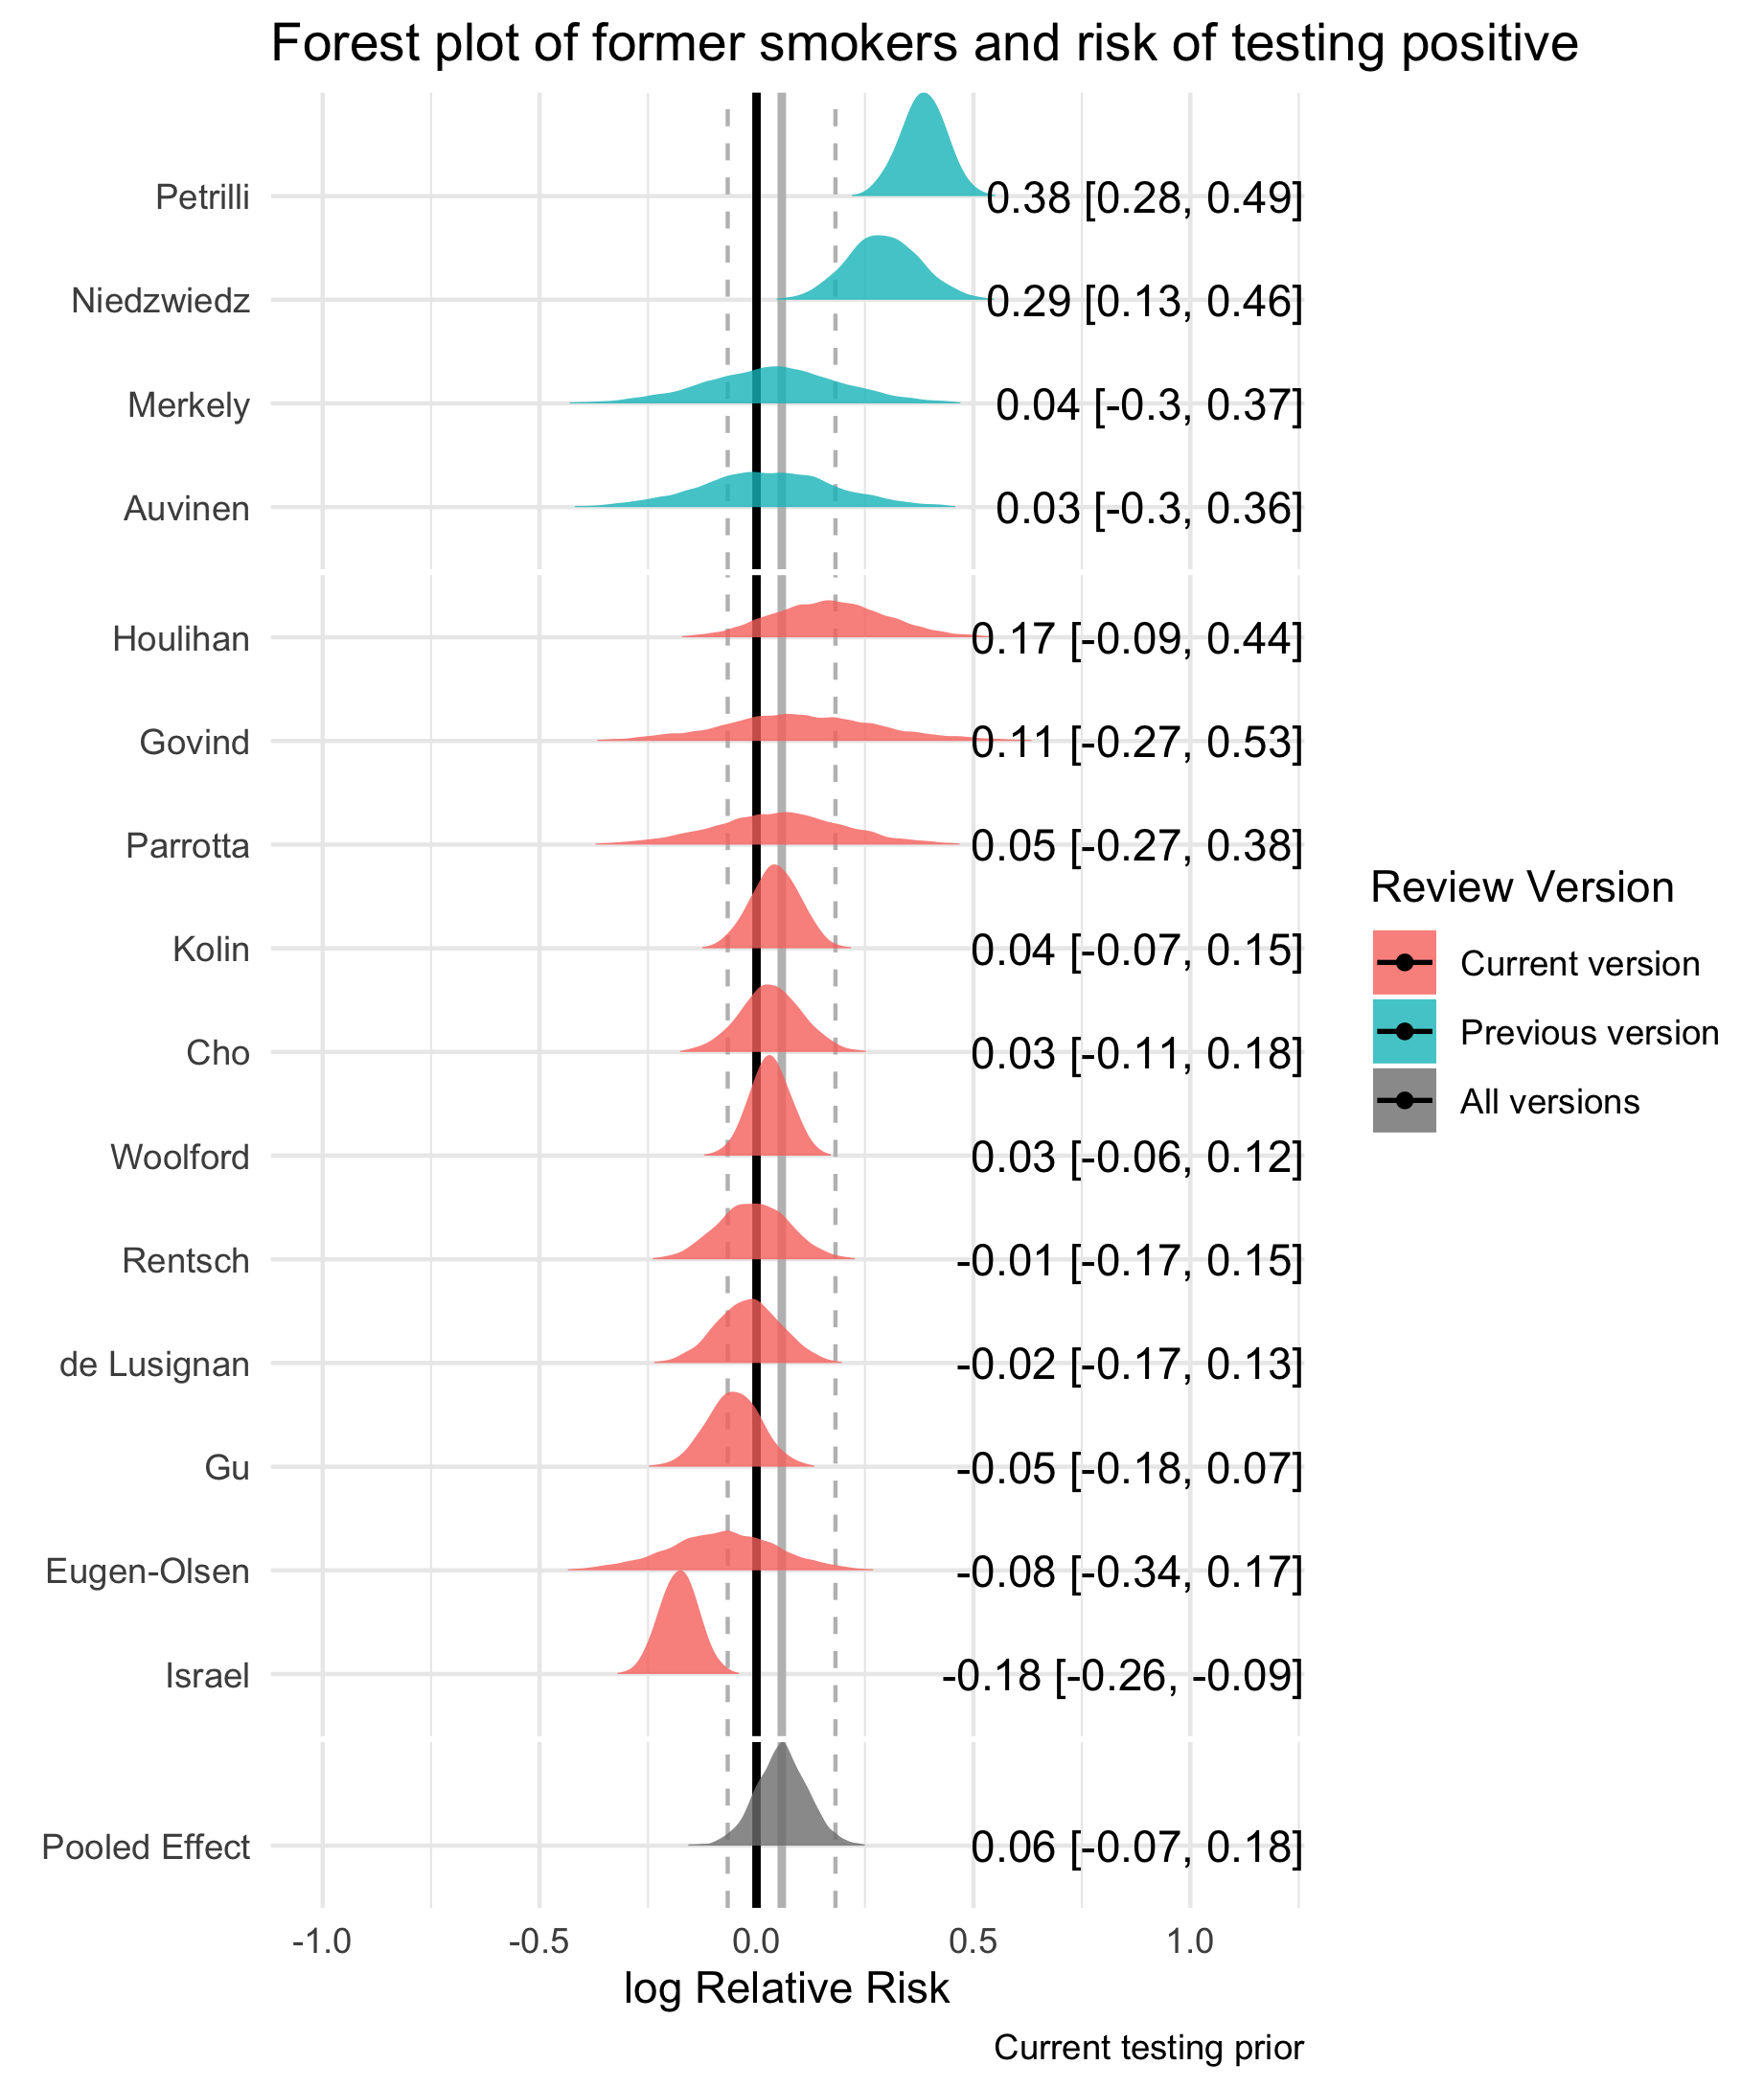 Forest plot of former smokers and risk of testing positive
Petrilli 0.38 [0.28, 0.49]
Niedzwiedz 0.29 [0.13, 0.46]
Merkely 0.04 [-0.3, 0.37]
Auvinen 0.03 [-0.3, 0.36]
Houlihan 0.17 [-0.09, 0.44]
Govind 0.11 [-0.27, 0.53]
Parrotta 0.05 [-0.27, 0.38]
Kolin 0.04 [-0.07, 0.15]
Cho 0.03 [-0.11, 0.18]
Woolford 0.03 [-0.06, 0.12]
Rentsch -0.01 [-0.17, 0.15]
de Lusignan -0.02 [-0.17, 0.13]
Gu -0.05 [-0.18, 0.07]
Eugen-Olsen -0.08 [-0.34, 0.17]
Israel -0.18 [-0.26, -0.09]
Pooled Effect 0.06 [-0.07, 0.18]
-1.0 -0.5 0.0 0.5 1.0
log Relative Risk
Current testing prior
Review Version
Current version
Previous version
All versions